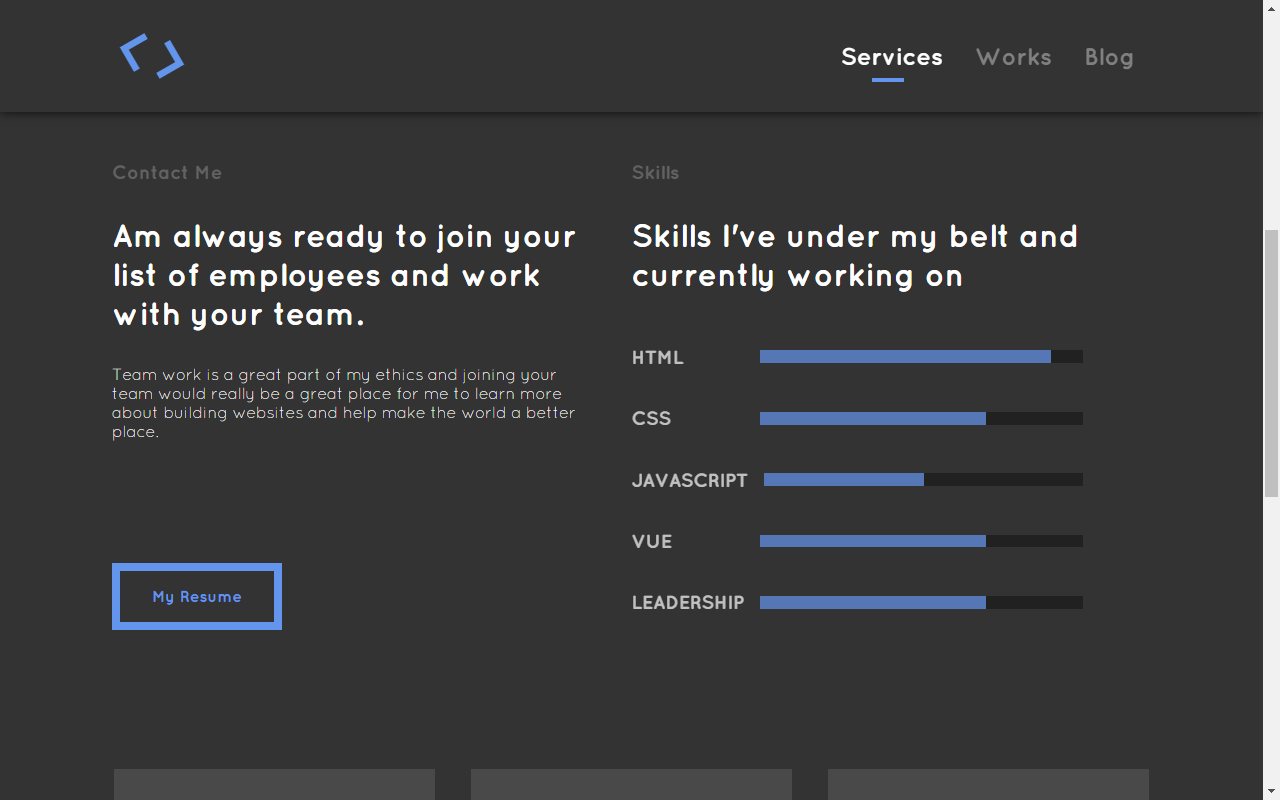 Services Works Blog
Contact Me
Am always ready to join your
list of employees and work
with your team.
Team work is a great part of my ethics and joining your
team would really be a great place for me to learn more
about building websites and help make the world a better
place.
My Resume
Skills
Skills I've under my belt and
currently working on
HTML
CSS
JAVASCRIPT
VUE
LEADERSHIP